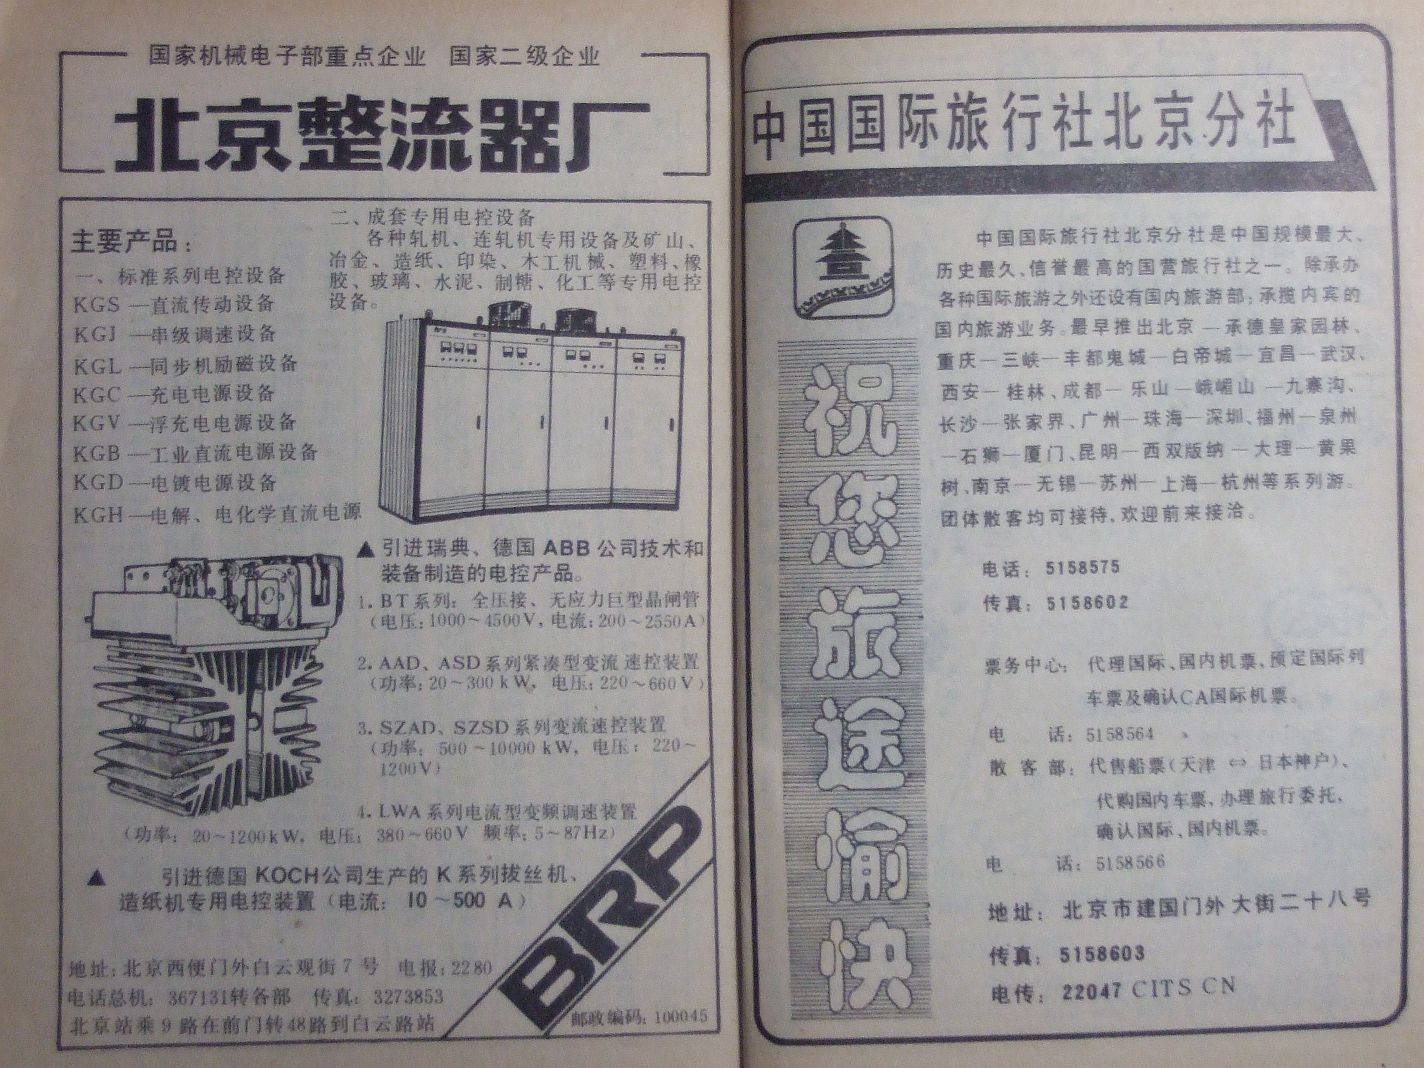 国家机械电子部重点企业 国家二级企业
北京整流器厂
主要产品：
一、标准系列电控设备
KGS—直流传动设备
KGJ—串级调速设备
KGL—同步机励磁设备
KGC—充电电源设备
KGV—浮充电电源设备
KGB—工业直流电源设备
KGD—电镀电源设备
KGH—电解、电化学直流电源
二、成套专用电控设备
各种轧机、连轧机专用设备及矿山、
冶金、造纸、印染、木工机械、塑料、橡
胶、玻璃、水泥、制糖、化工等专用电控
设备。
▲引进瑞典、德国ABB公司技术和
装备制造的电控产品。
1.BT系列：全压接、无应力巨型晶闸管
（电压：1000～4500V，电流：200～2550A）
2.AAD、ASD系列紧凑型变流速控装置
（功率：20～300kW，电压：220～660V）
3.SZAD、SZSD系列变流速控装置
（功率：500～10000kW，电压：220～
1200V）
4.LWA系列电流型变频调速装置
（功率：20～1200kW，电压：380～660V 频率：5～87Hz）
▲ 引进德国KOCH公司生产的K系列拔丝机、
造纸机专用电控装置（电流：10～500A）
BRP
地址：北京西便门外白云观街7号 电报：2280
电话总机：367131转各部 传真：3273853
北京站乘9路在前门转48路到白云路站
邮政编码：100045
中国国际旅行社北京分社
祝您旅途愉快
中国国际旅行社北京分社是中国规模最大、
历史最久、信誉最高的国营旅行社之一。除承办
各种国际旅游之外还设有国内旅游部；承揽内宾的
国内旅游业务。最早推出北京—承德皇家园林、
重庆—三峡—丰都鬼城—白帝城—宜昌—武汉、
西安—桂林、成都—乐山—峨嵋山—九寨沟、
长沙—张家界、广州—珠海—深圳、福州—泉州
—石狮—厦门、昆明—西双版纳—大理—黄果
树、南京—无锡—苏州—上海—杭州等系列游。
团体散客均可接待，欢迎前来接洽。
电话：5158575
传真：5158602
票务中心：代理国际、国内机票、预定国际列
车票及确认CA国际机票。
电 话：5158564
散客部：代售船票（天津⇔日本神户）、
代购国内车票，办理旅行委托，
确认国际、国内机票。
电 话：5158566
地址：北京市建国门外大街二十八号
传真：5158603
电传：22047 CITS CN